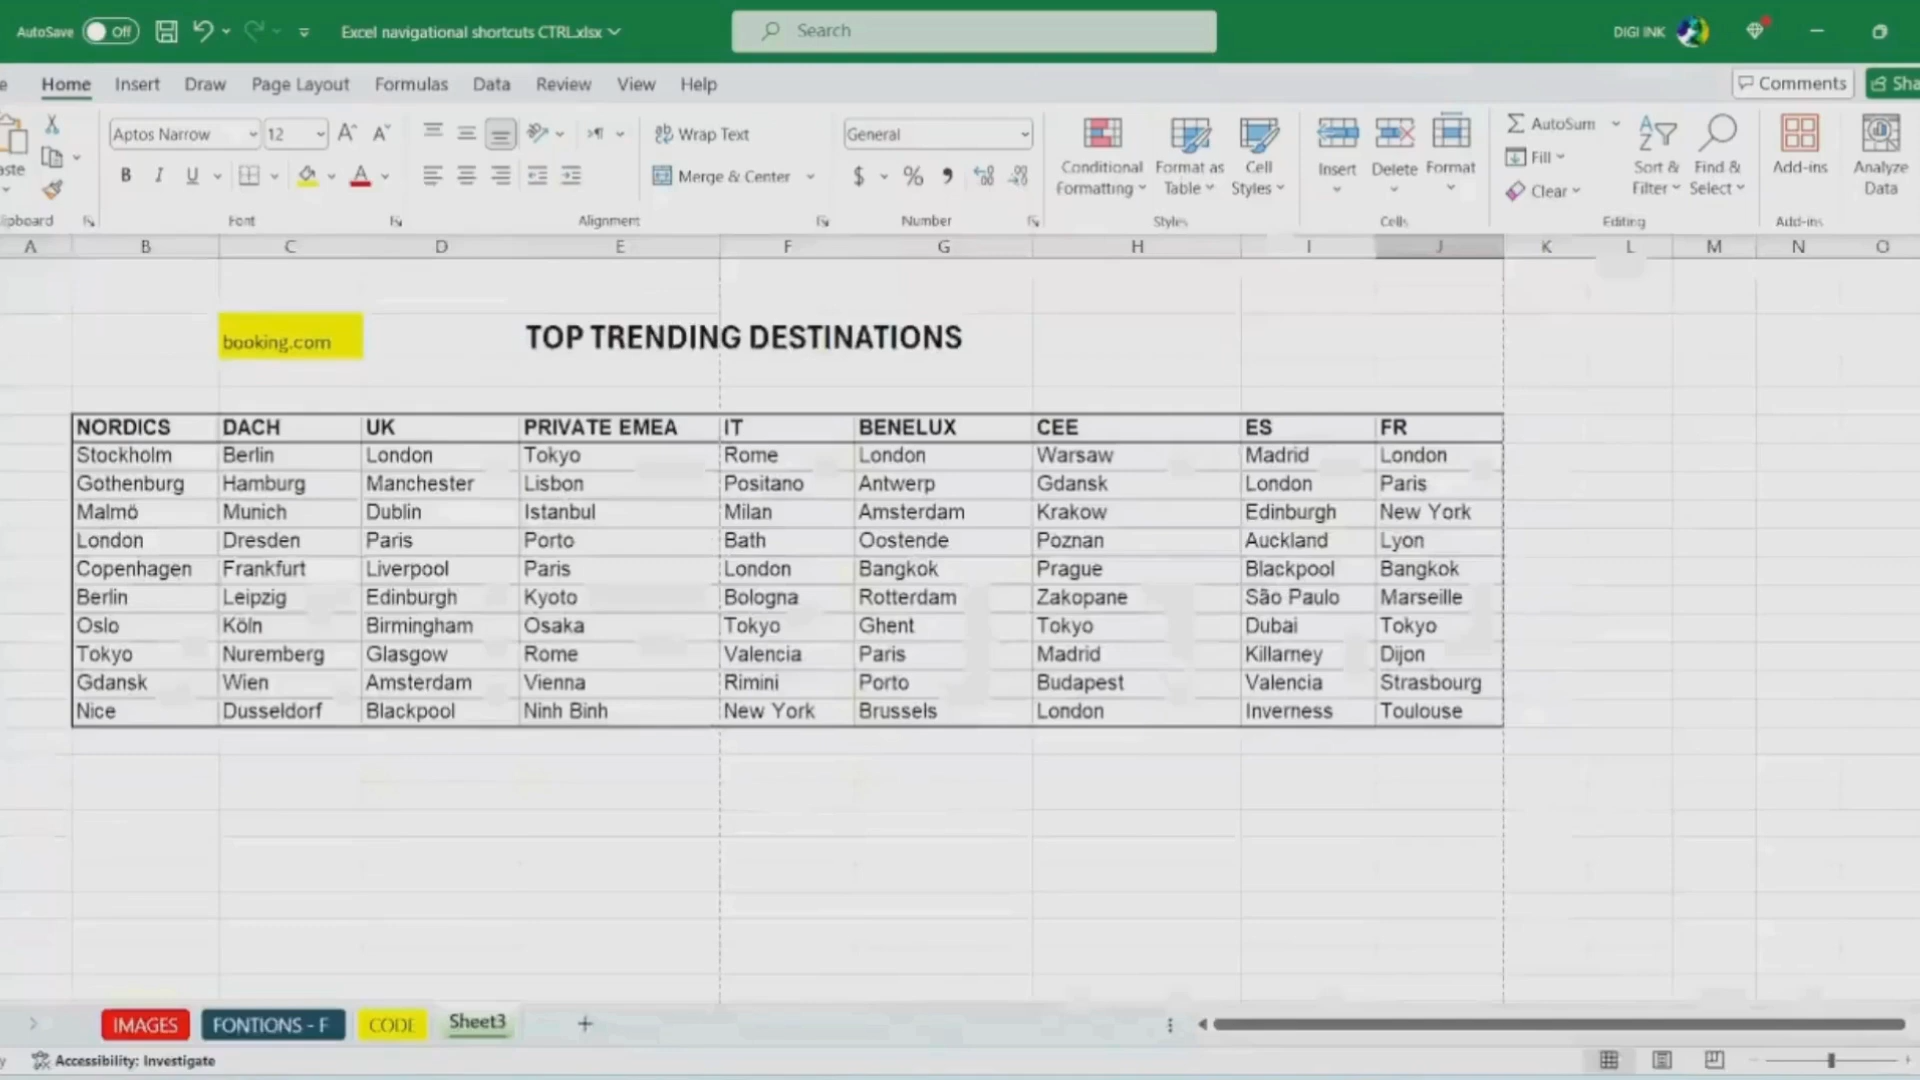 AutoSave Off Excel navigational shortcuts CTRL.xlsx Search DIGI INK
Home Insert Draw Page Layout Formulas Data Review View Help Comments
Aptos Narrow 12 Wrap Text General AutoSum
B I U Merge & Center $ % Conditional Formatting Format as Table Cell Styles Insert Delete Format Fill Clear Sort & Filter Find & Select Add-ins Analyze Data
Font Alignment Number Styles Cells Editing Add-ins
A B C D E F G H I J K L M N O
booking.com TOP TRENDING DESTINATIONS
NORDICS DACH UK PRIVATE EMEA IT BENELUX CEE ES FR
Stockholm Berlin London Tokyo Rome London Warsaw Madrid London
Gothenburg Hamburg Manchester Lisbon Positano Antwerp Gdansk London Paris
Malmö Munich Dublin Istanbul Milan Amsterdam Krakow Edinburgh New York
London Dresden Paris Porto Bath Oostende Poznan Auckland Lyon
Copenhagen Frankfurt Liverpool Paris London Bangkok Prague Blackpool Bangkok
Berlin Leipzig Edinburgh Kyoto Bologna Rotterdam Zakopane São Paulo Marseille
Oslo Köln Birmingham Osaka Tokyo Ghent Tokyo Dubai Tokyo
Tokyo Nuremberg Glasgow Rome Valencia Paris Madrid Killarney Dijon
Gdansk Wien Amsterdam Vienna Rimini Porto Budapest Valencia Strasbourg
Nice Dusseldorf Blackpool Ninh Binh New York Brussels London Inverness Toulouse
IMAGES FONTIONS - F CODE Sheet3
Accessibility: Investigate